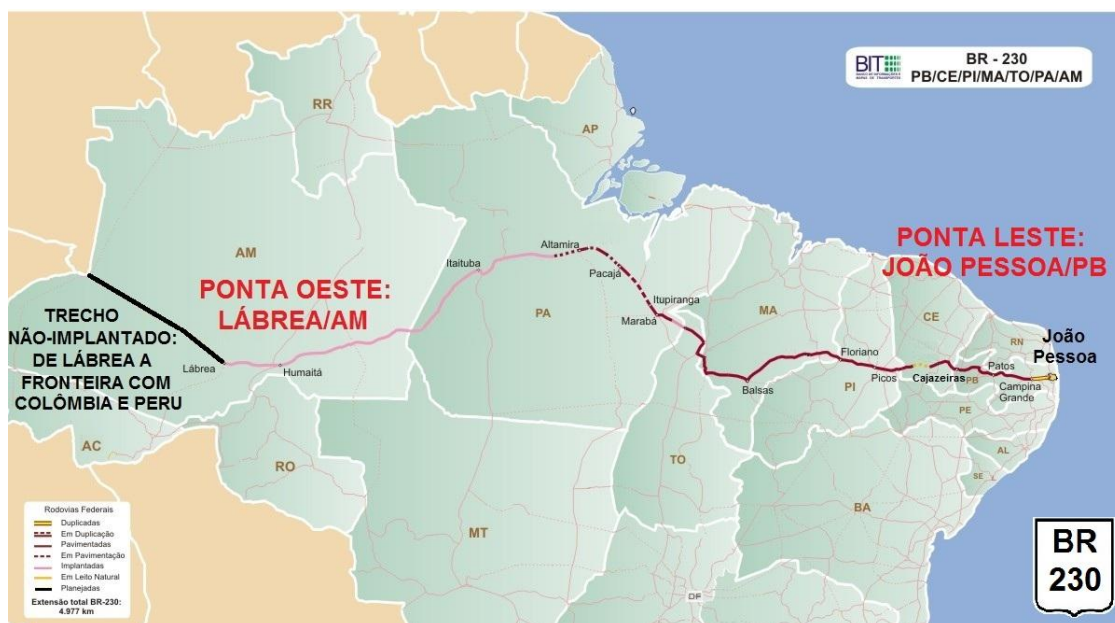 BIT
BR - 230
PB/CE/PI/MA/TO/PA/AM
RR
AP
AM
PONTA OESTE:
LÁBREA/AM
PONTA LESTE:
JOÃO PESSOA/PB
TRECHO
NÃO-IMPLANTADO:
DE LÁBREA A
FRONTEIRA COM
COLÔMBIA E PERU
Altamira
Itaituba
Pacajá
Itupiranga
PA
Marabá
MA
CE
RN
João
Pessoa
Lábrea
Humaitá
Floriano
Picos
Cajazeiras
Patos
PB
Campina
Grande
Balsas
PI
PE
AL
SE
AC
RO
TO
BA
MT
DF
Rodovias Federais
Duplicadas
Em Duplicação
Pavimentadas
Em Pavimentação
Implantadas
Em Leito Natural
Planejadas
Extensão total BR-230:
4.977 km
BR
230